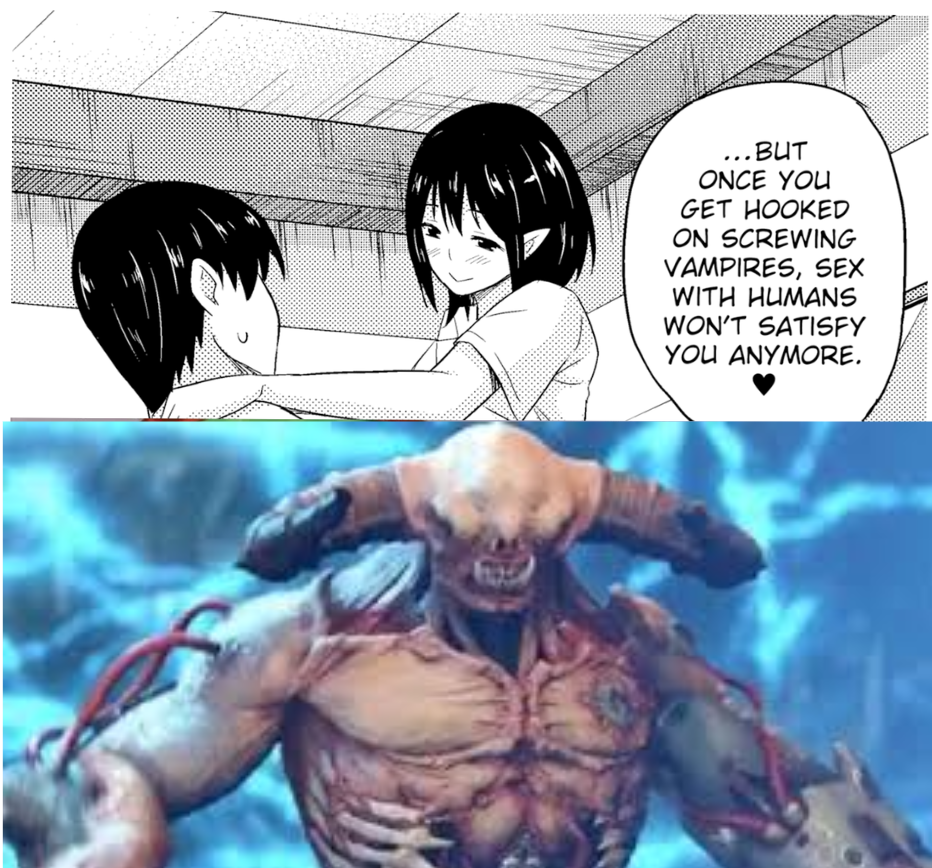 ...BUT
ONCE YOU
GET HOOKED
ON SCREWING
VAMPIRES, SEX
WITH HUMANS
WON'T SATISFY
YOU ANYMORE.
♥